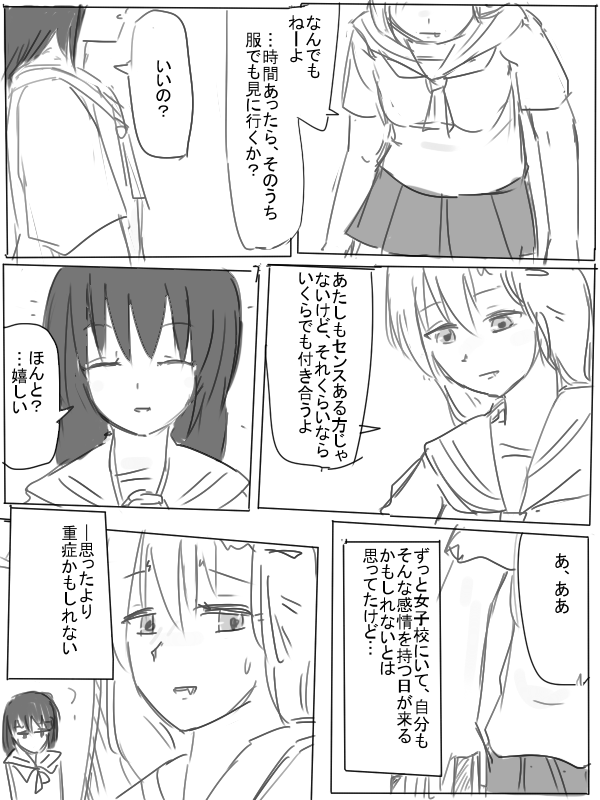 なんでも
ねーよ
…時間あったら、そのうち
服でも見に行くか？
いいの？
あたしもセンスある方じゃ
ないけど、それくらいなら
いくらでも付き合うよ
ほんと？
…嬉しい
あ、ああ
ずっと女子校にいて、自分も
そんな感情を持つ日が来る
かもしれないとは
思ってたけど…
―思ったより
重症かもしれない